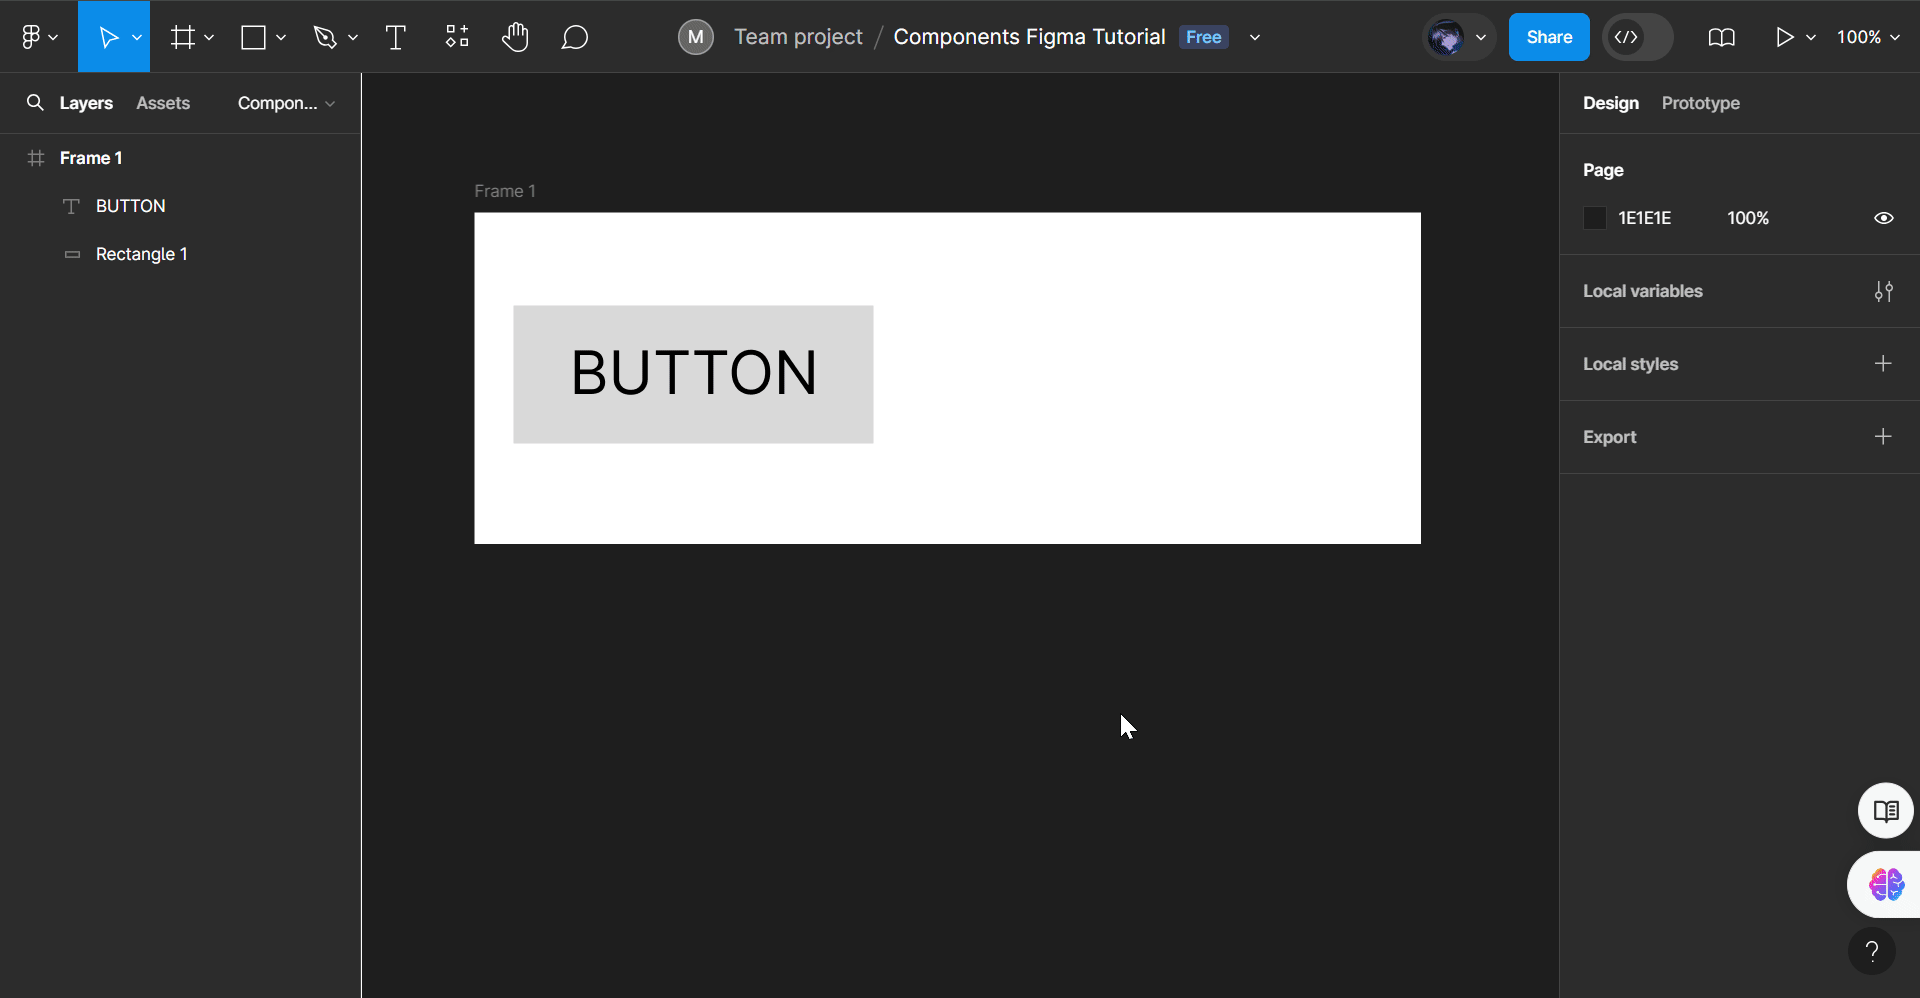 M Team project / Components Figma Tutorial Free
Share
100%
Layers Assets Compon...
Frame 1
BUTTON
Rectangle 1
Frame 1
BUTTON
Design Prototype
Page
1E1E1E 100%
Local variables
Local styles
Export
?